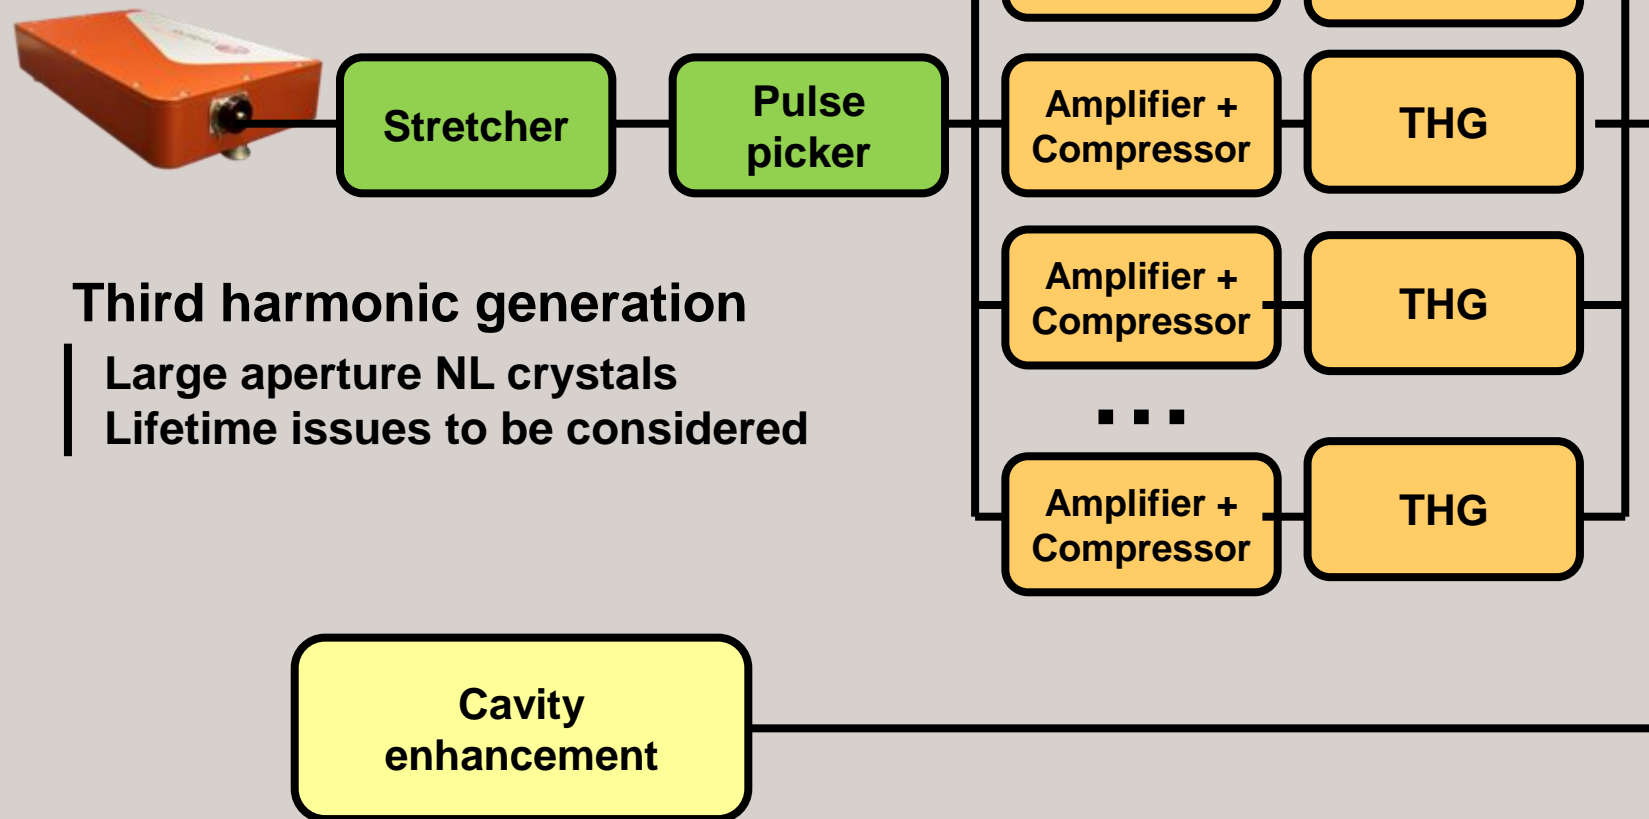 Stretcher
Pulse
picker
Amplifier +
Compressor
THG
Amplifier +
Compressor
THG
Third harmonic generation
Large aperture NL crystals
Lifetime issues to be considered
...
Amplifier +
Compressor
THG
Cavity
enhancement